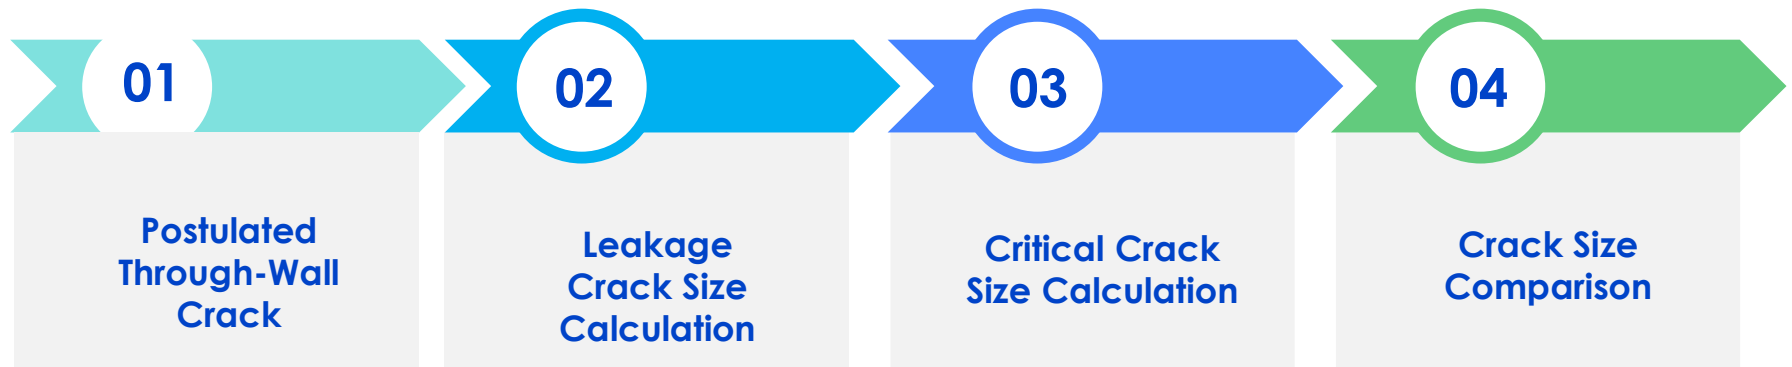 01
Postulated
Through-Wall
Crack
02
Leakage
Crack Size
Calculation
03
Critical Crack
Size Calculation
04
Crack Size
Comparison